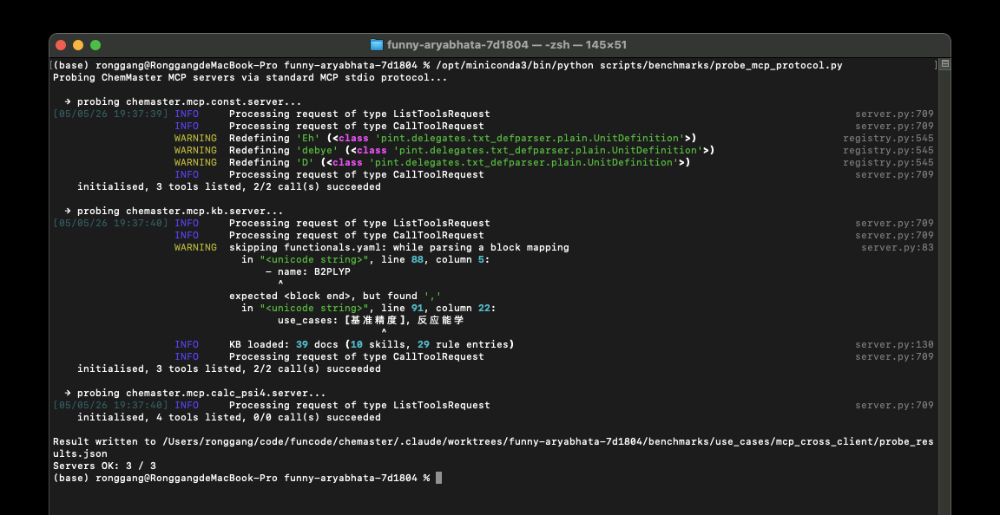 funny-aryabhata-7d1804 — -zsh — 145×51
[(base) ronggang@RonggangdeMacBook-Pro funny-aryabhata-7d1804 % /opt/miniconda3/bin/python scripts/benchmarks/probe_mcp_protocol.py ]
Probing ChemMaster MCP servers via standard MCP stdio protocol...
→ probing chemaster.mcp.const.server...
[05/05/26 19:37:39] INFO Processing request of type ListToolsRequest server.py:709
INFO Processing request of type CallToolRequest server.py:709
WARNING Redefining 'Eh' (<class 'pint.delegates.txt_defparser.plain.UnitDefinition'>) registry.py:545
WARNING Redefining 'debye' (<class 'pint.delegates.txt_defparser.plain.UnitDefinition'>) registry.py:545
WARNING Redefining 'D' (<class 'pint.delegates.txt_defparser.plain.UnitDefinition'>) registry.py:545
INFO Processing request of type CallToolRequest server.py:709
initialised, 3 tools listed, 2/2 call(s) succeeded
→ probing chemaster.mcp.kb.server...
[05/05/26 19:37:40] INFO Processing request of type ListToolsRequest server.py:709
INFO Processing request of type CallToolRequest server.py:709
WARNING skipping functionals.yaml: while parsing a block mapping server.py:83
in "<unicode string>", line 88, column 5:
- name: B2PLYP
^
expected <block end>, but found ','
in "<unicode string>", line 91, column 22:
use_cases: [基准精度], 反应能学
^
INFO KB loaded: 39 docs (10 skills, 29 rule entries) server.py:130
INFO Processing request of type CallToolRequest server.py:709
initialised, 3 tools listed, 2/2 call(s) succeeded
→ probing chemaster.mcp.calc_psi4.server...
[05/05/26 19:37:40] INFO Processing request of type ListToolsRequest server.py:709
initialised, 4 tools listed, 0/0 call(s) succeeded
Result written to /Users/ronggang/code/funcode/chemaster/.claude/worktrees/funny-aryabhata-7d1804/benchmarks/use_cases/mcp_cross_client/probe_res
ults.json
Servers OK: 3 / 3
(base) ronggang@RonggangdeMacBook-Pro funny-aryabhata-7d1804 %